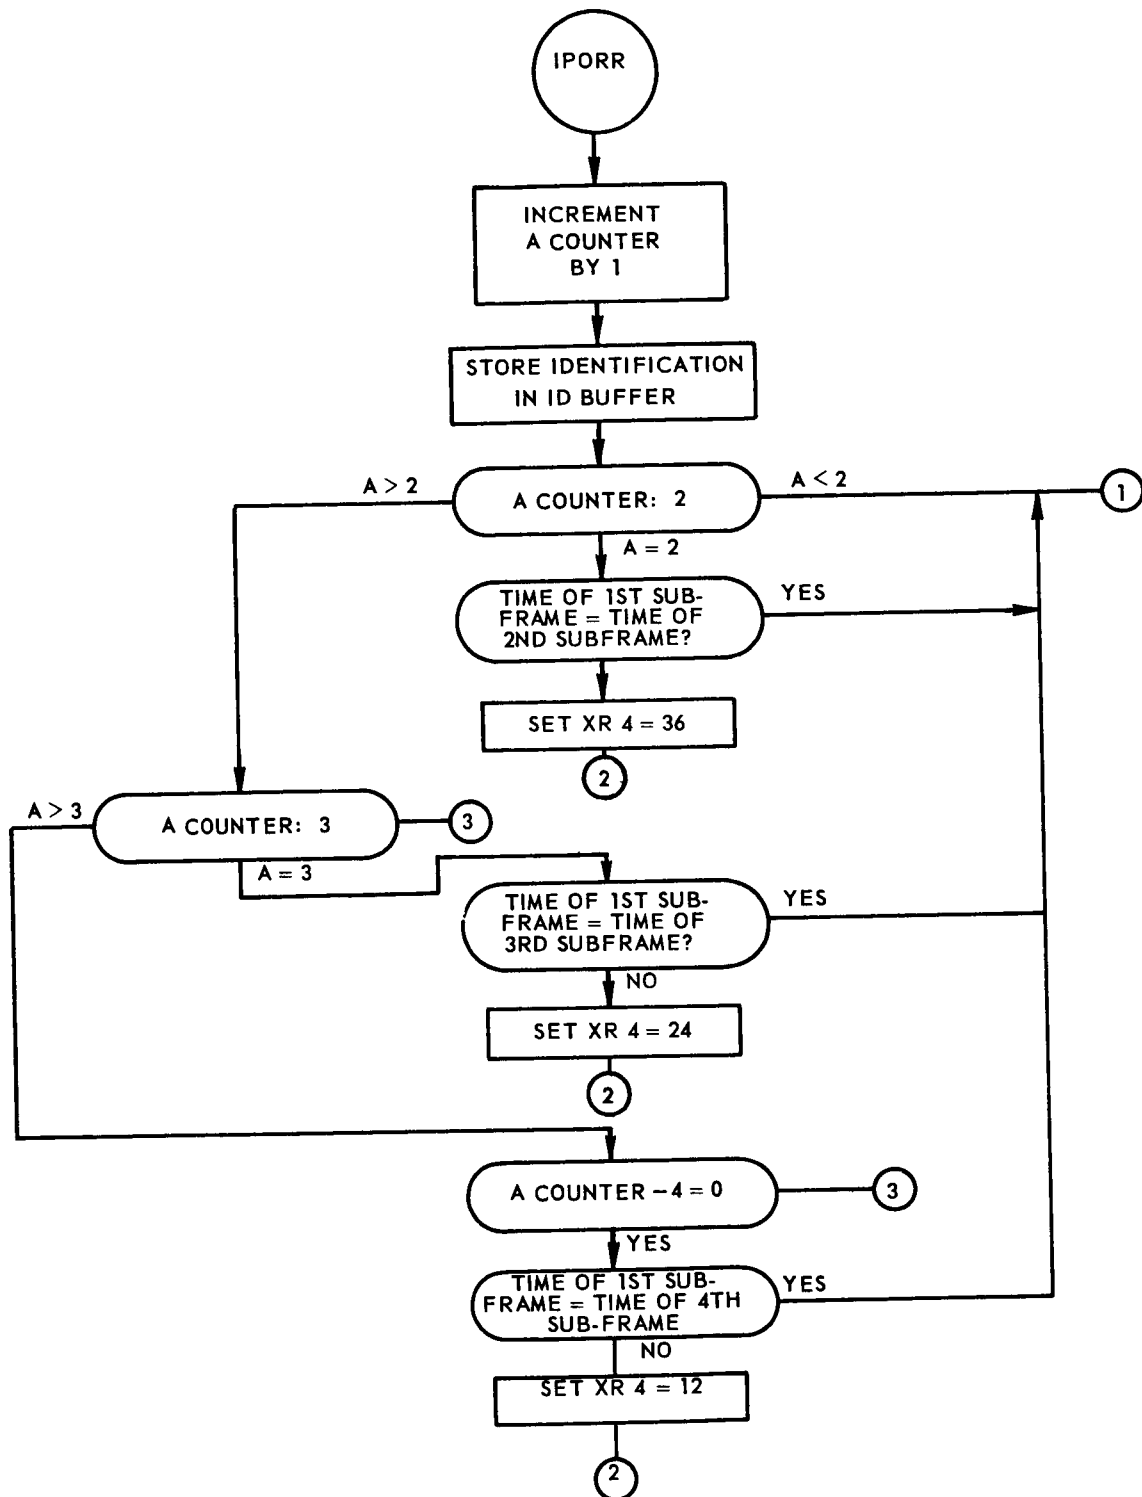 IPORR
INCREMENT
A COUNTER
BY 1
STORE IDENTIFICATION
IN ID BUFFER
A > 2
A COUNTER: 2
A < 2
1
A = 2
TIME OF 1ST SUB-
FRAME = TIME OF
2ND SUBFRAME?
YES
SET XR 4 = 36
2
A > 3
A COUNTER: 3
3
A = 3
TIME OF 1ST SUB-
FRAME = TIME OF
3RD SUBFRAME?
YES
NO
SET XR 4 = 24
2
A COUNTER – 4 = 0
3
YES
TIME OF 1ST SUB-
FRAME = TIME OF 4TH
SUB-FRAME
YES
NO
SET XR 4 = 12
2